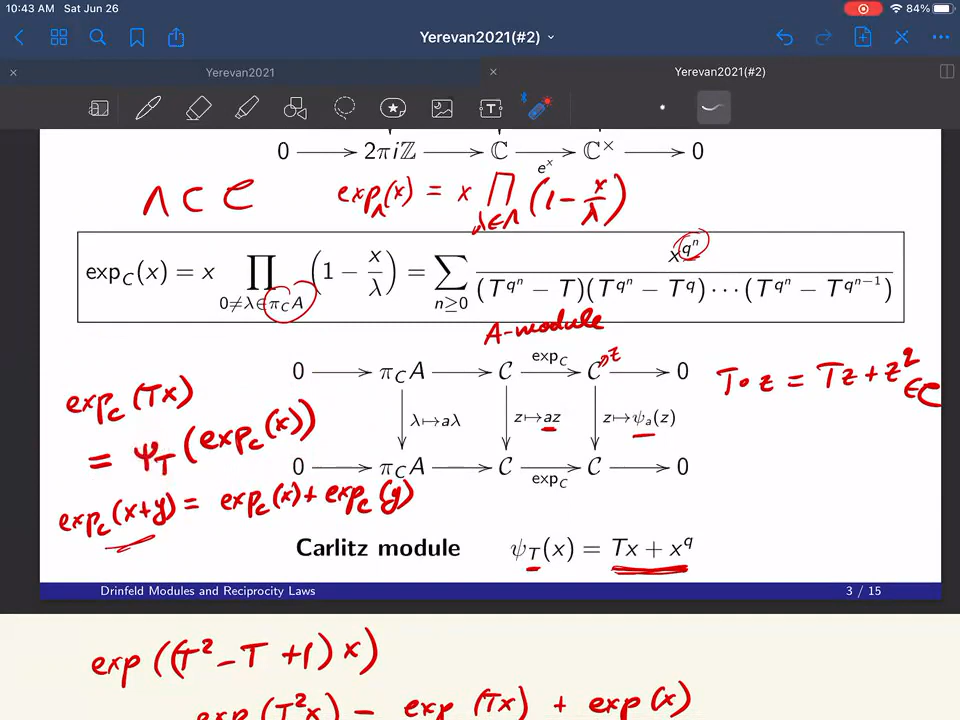 10:43 AM Sat Jun 26
84%
Yerevan2021(#2)
Yerevan2021
Yerevan2021(#2)
0 ⟶ 2πiℤ ⟶ ℂ ⟶ ℂ× ⟶ 0
eˣ
Λ ⊂ 𝒞 exp_Λ(x) = x ∏_{λ∈Λ} (1 − x/λ)
exp_C(x) = x ∏_{0≠λ∈π_C A} (1 − x/λ) = ∑_{n≥0} x^{q^n} / (T^{q^n} − T)(T^{q^n} − T^q) ⋯ (T^{q^n} − T^{q^{n−1}})
A-module
0 ⟶ π_C A ⟶ 𝒞 ⟶ 𝒞 ⟶ 0
exp_C
z
T∘z = Tz + z² ∈ 𝒞
exp_C(Tx)
= ψ_T(exp_C(x))
λ↦aλ z↦az z↦ψ_a(z)
0 ⟶ π_C A ⟶ 𝒞 ⟶ 𝒞 ⟶ 0
exp_C
exp_C(x+y) = exp_C(x) + exp_C(y)
Carlitz module ψ_T(x) = Tx + x^q
Drinfeld Modules and Reciprocity Laws 3 / 15
exp((T² − T + 1)x)
exp(T²x) − exp(Tx) + exp(x)